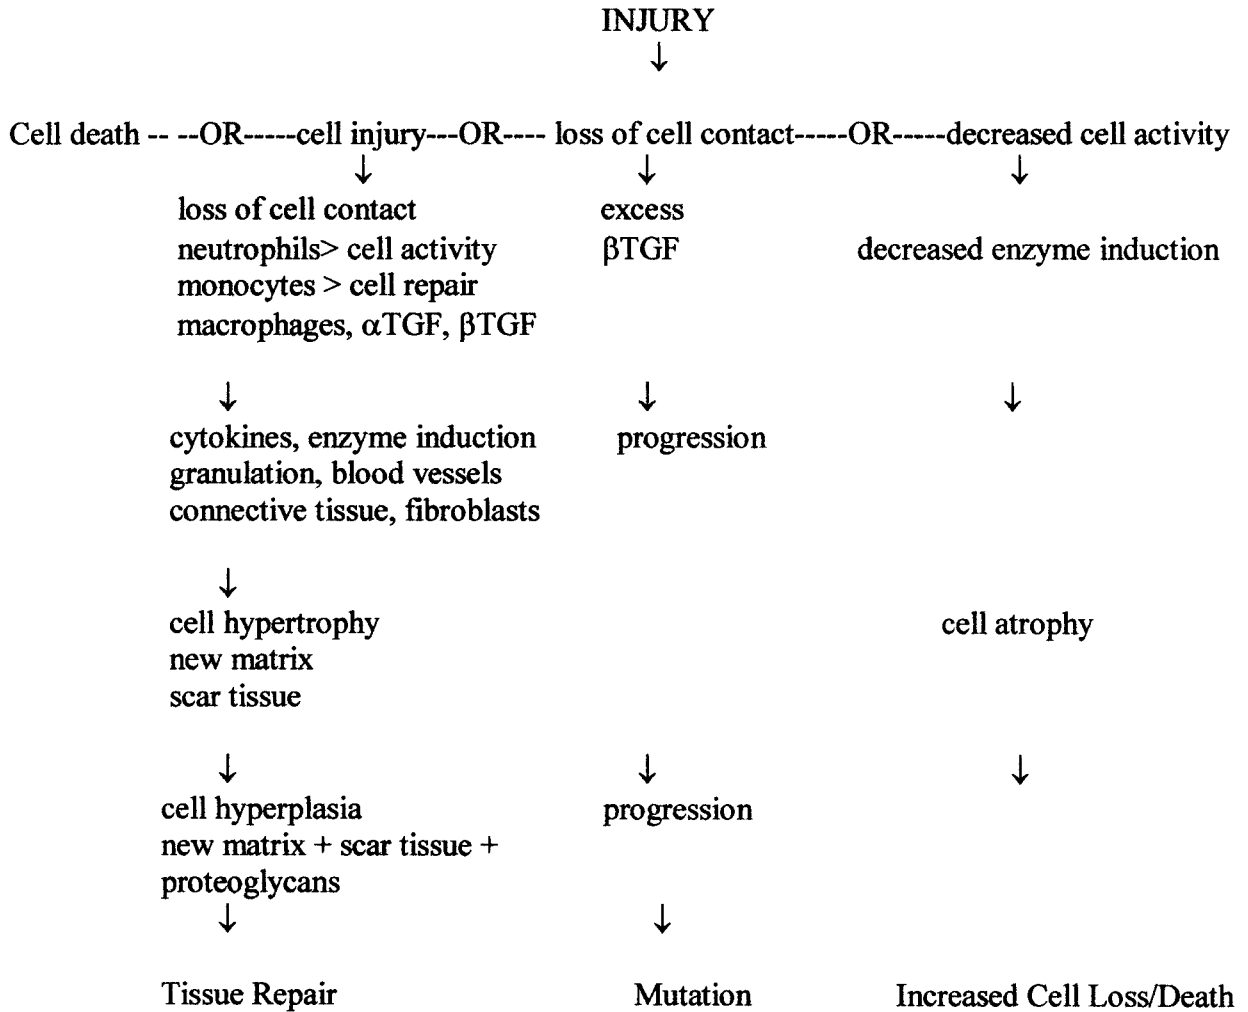 INJURY
↓
Cell death -- --OR-----cell injury---OR---- loss of cell contact-----OR-----decreased cell activity
↓ ↓ ↓
loss of cell contact excess
neutrophils> cell activity βTGF decreased enzyme induction
monocytes > cell repair
macrophages, αTGF, βTGF
↓ ↓ ↓
cytokines, enzyme induction progression
granulation, blood vessels
connective tissue, fibroblasts
↓
cell hypertrophy cell atrophy
new matrix
scar tissue
↓ ↓ ↓
cell hyperplasia progression
new matrix + scar tissue +
proteoglycans
↓ ↓
Tissue Repair Mutation Increased Cell Loss/Death